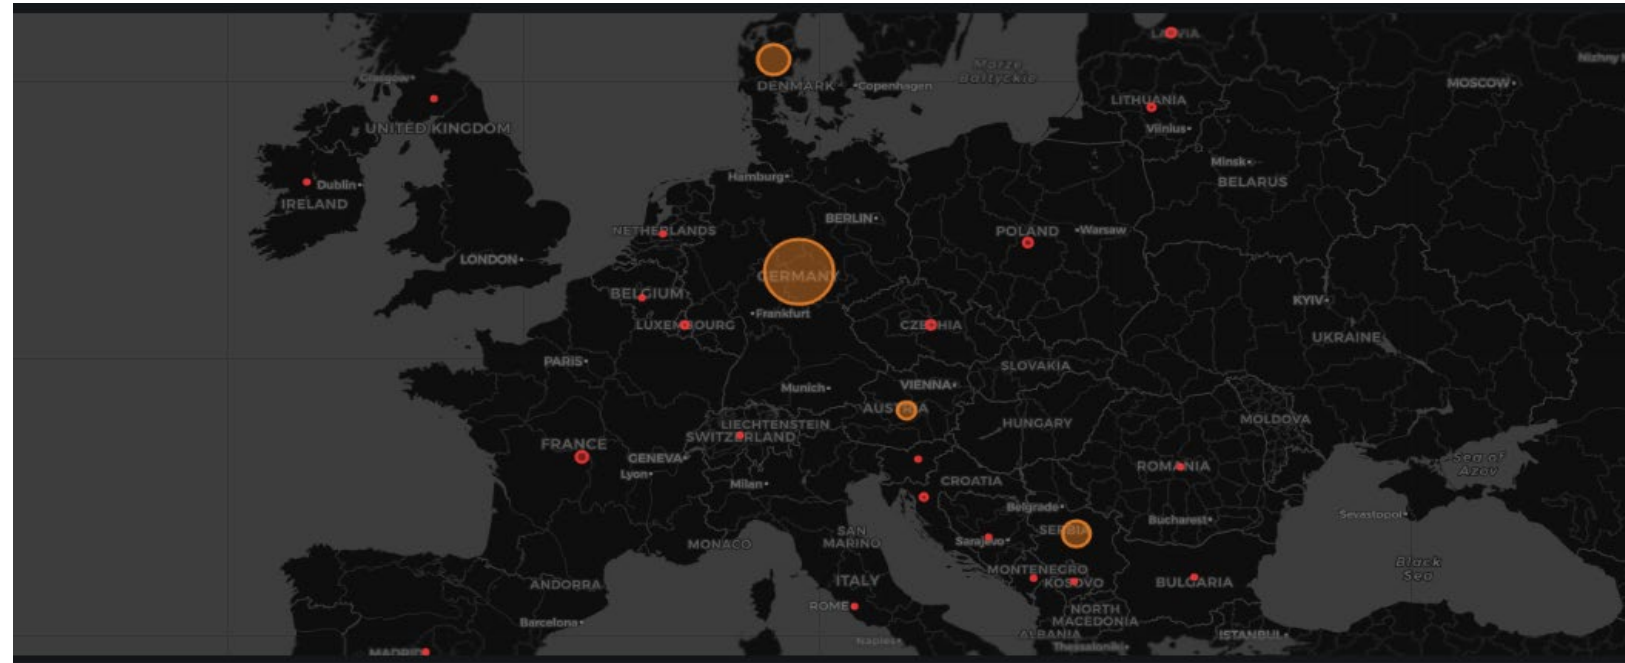 LATVIA
Glasgow
DENMARK
Copenhagen
Morze
Bałtyckie
MOSCOW
Nizhny
UNITED KINGDOM
LITHUANIA
Vilnius
Minsk
BELARUS
Hamburg
Dublin
IRELAND
BERLIN
NETHERLANDS
POLAND
Warsaw
LONDON
GERMANY
BELGIUM
KYIV
Frankfurt
LUXEMBOURG
CZECHIA
UKRAINE
PARIS
SLOVAKIA
Munich
VIENNA
AUSTRIA
LIECHTENSTEIN
SWITZERLAND
HUNGARY
MOLDOVA
FRANCE
GENEVA
Lyon
Milan
CROATIA
ROMANIA
Sea of
Azov
Belgrade
Bucharest
Sevastopol
SAN
MARINO
MONACO
SERBIA
Sarajevo
MONTENEGRO
KOSOVO
BULGARIA
Black
Sea
ANDORRA
ITALY
ROME
Barcelona
NORTH
MACEDONIA
ALBANIA
ISTANBUL
Naples
Thessaloniki
MADRID